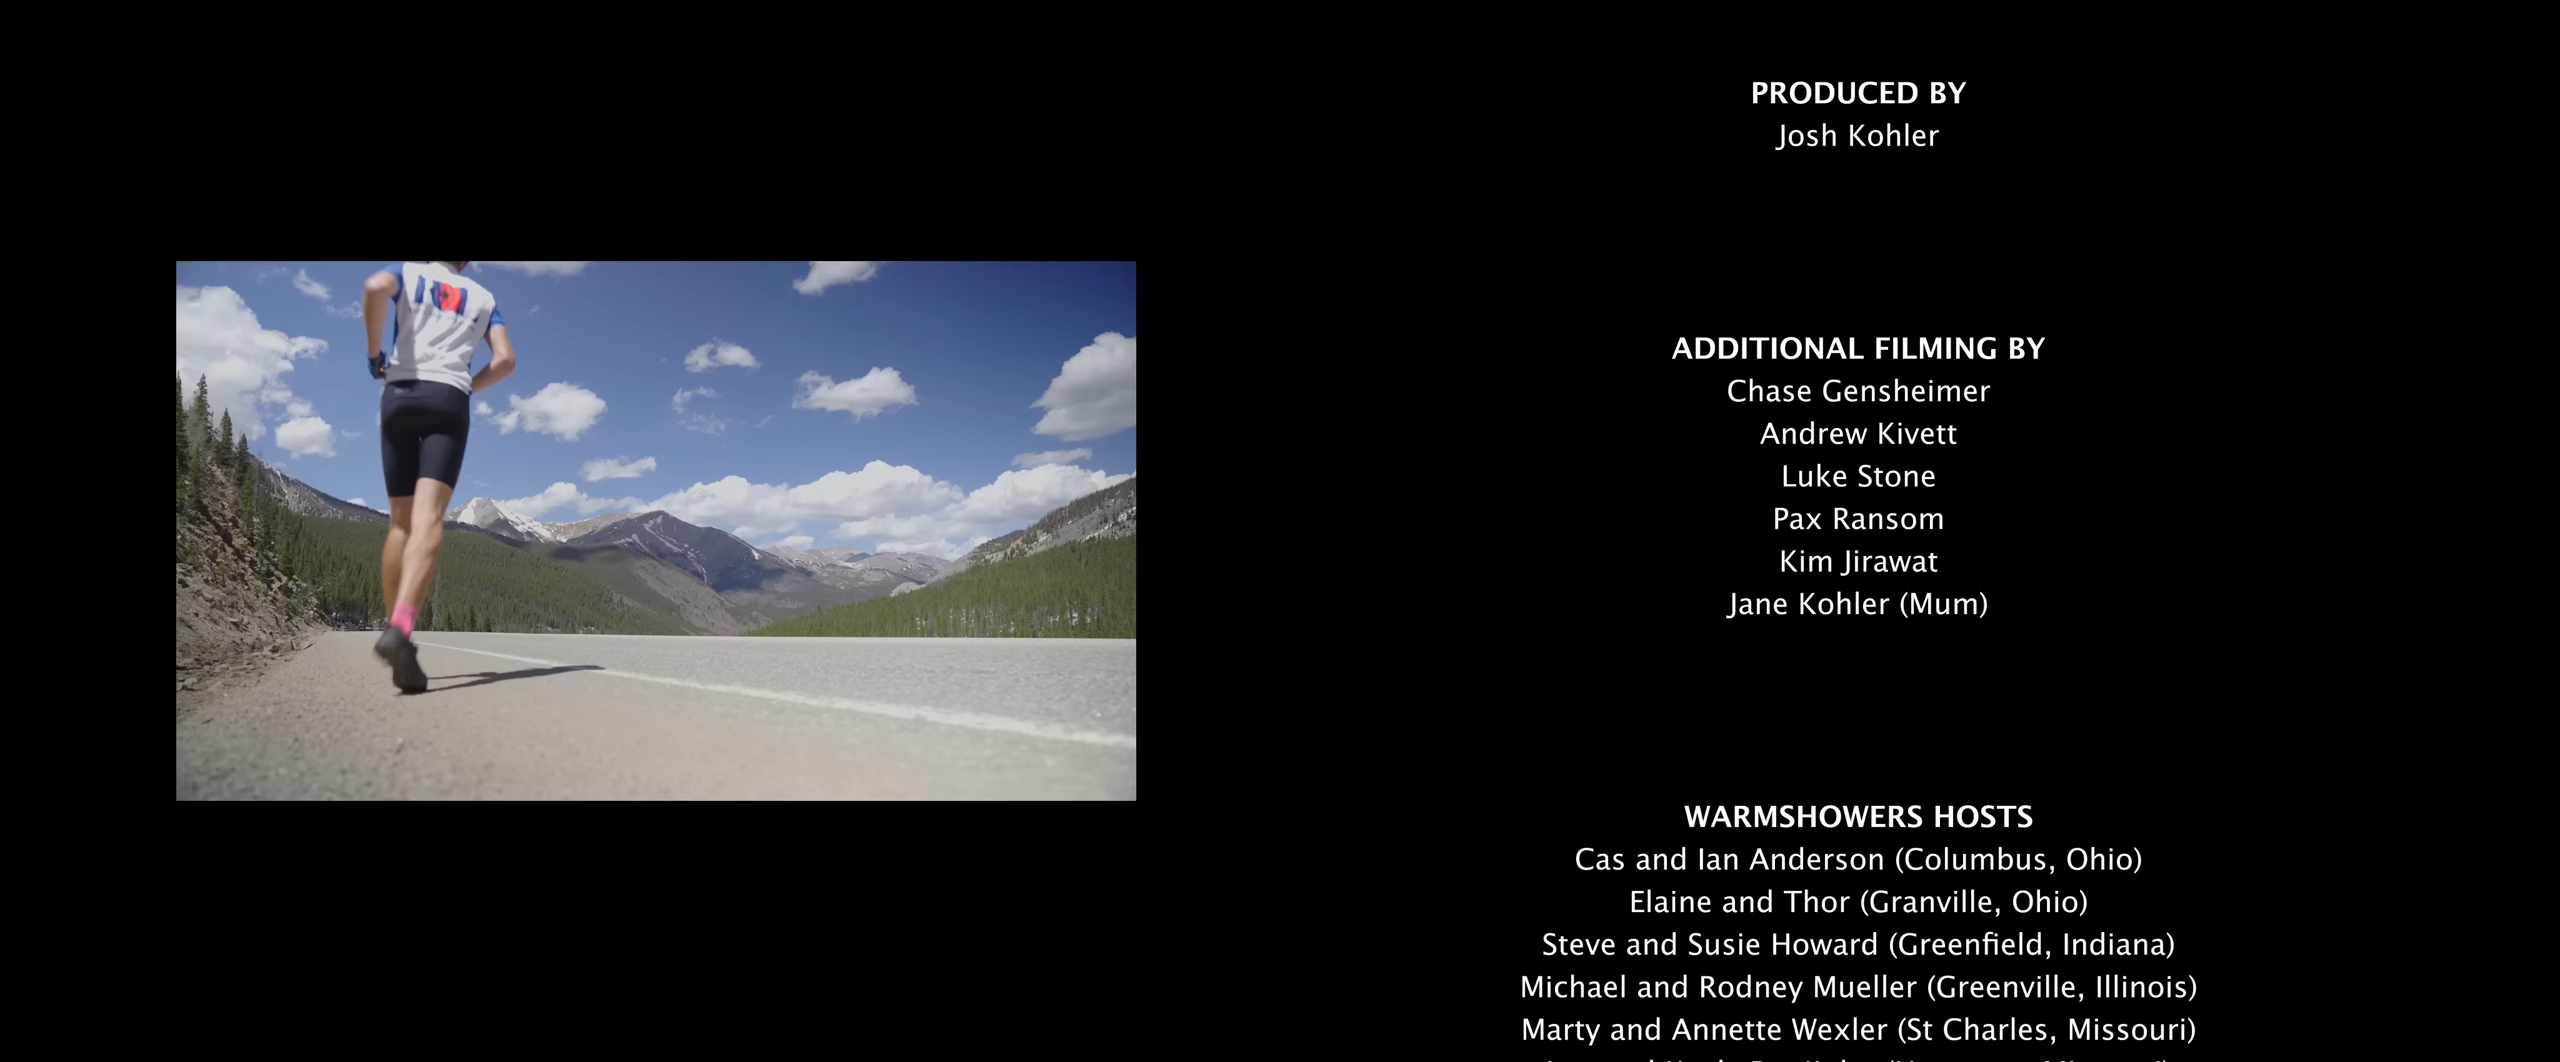 PRODUCED BY
Josh Kohler
ADDITIONAL FILMING BY
Chase Gensheimer
Andrew Kivett
Luke Stone
Pax Ransom
Kim Jirawat
Jane Kohler (Mum)
WARMSHOWERS HOSTS
Cas and Ian Anderson (Columbus, Ohio)
Elaine and Thor (Granville, Ohio)
Steve and Susie Howard (Greenfield, Indiana)
Michael and Rodney Mueller (Greenville, Illinois)
Marty and Annette Wexler (St Charles, Missouri)